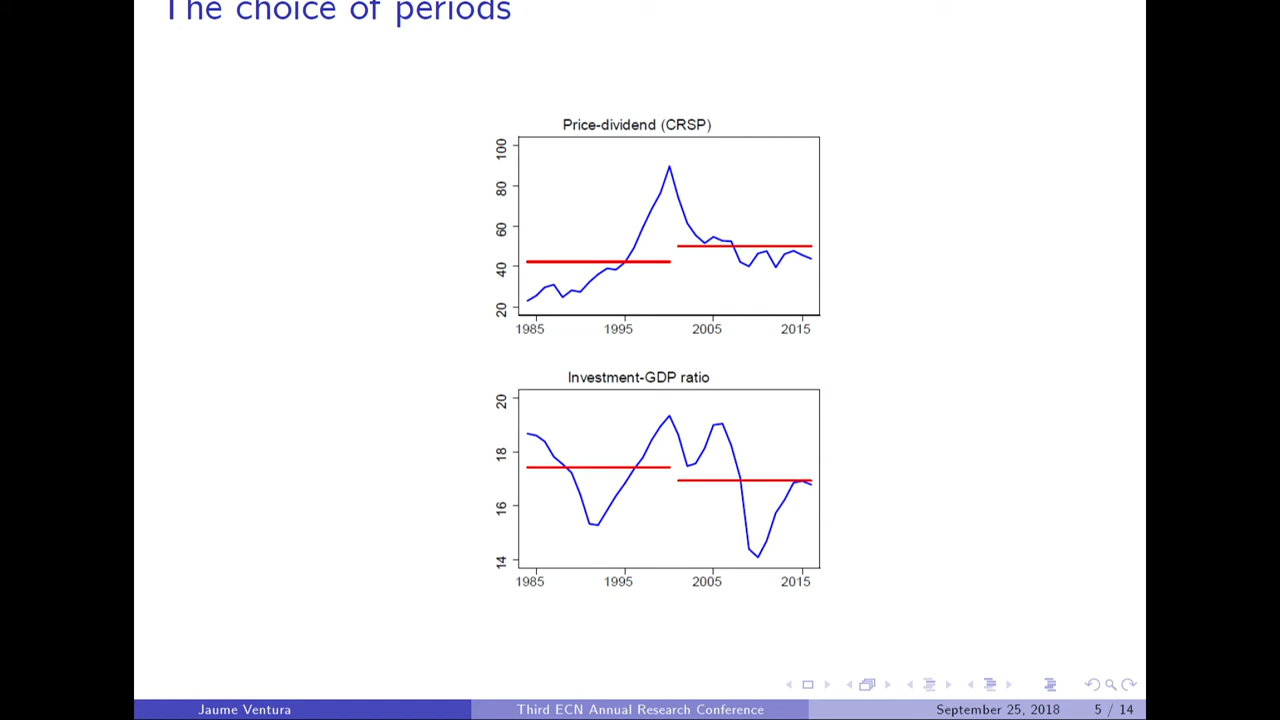 The choice of periods
Price-dividend (CRSP)
100
80
60
40
20
1985 1995 2005 2015
Investment-GDP ratio
20
18
16
14
1985 1995 2005 2015
Jaume Ventura Third ECN Annual Research Conference September 25, 2018 5 / 14